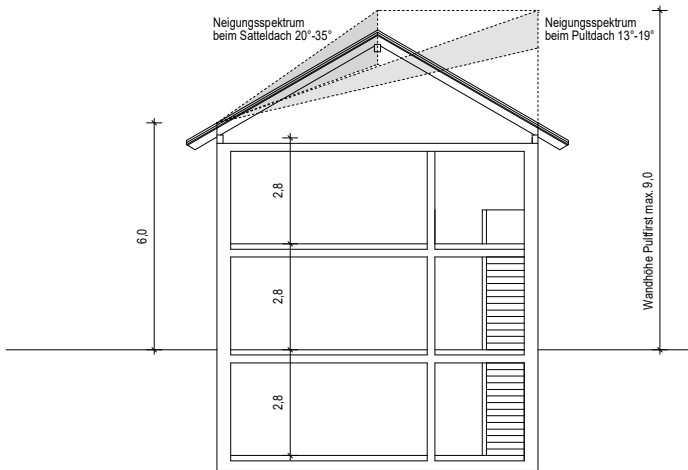 Neigungsspektrum
beim Satteldach 20°-35°
Neigungsspektrum
beim Pultdach 13°-19°
2,8
6,0
Wandhöhe Pultfirst max. 9,0
2,8
2,8